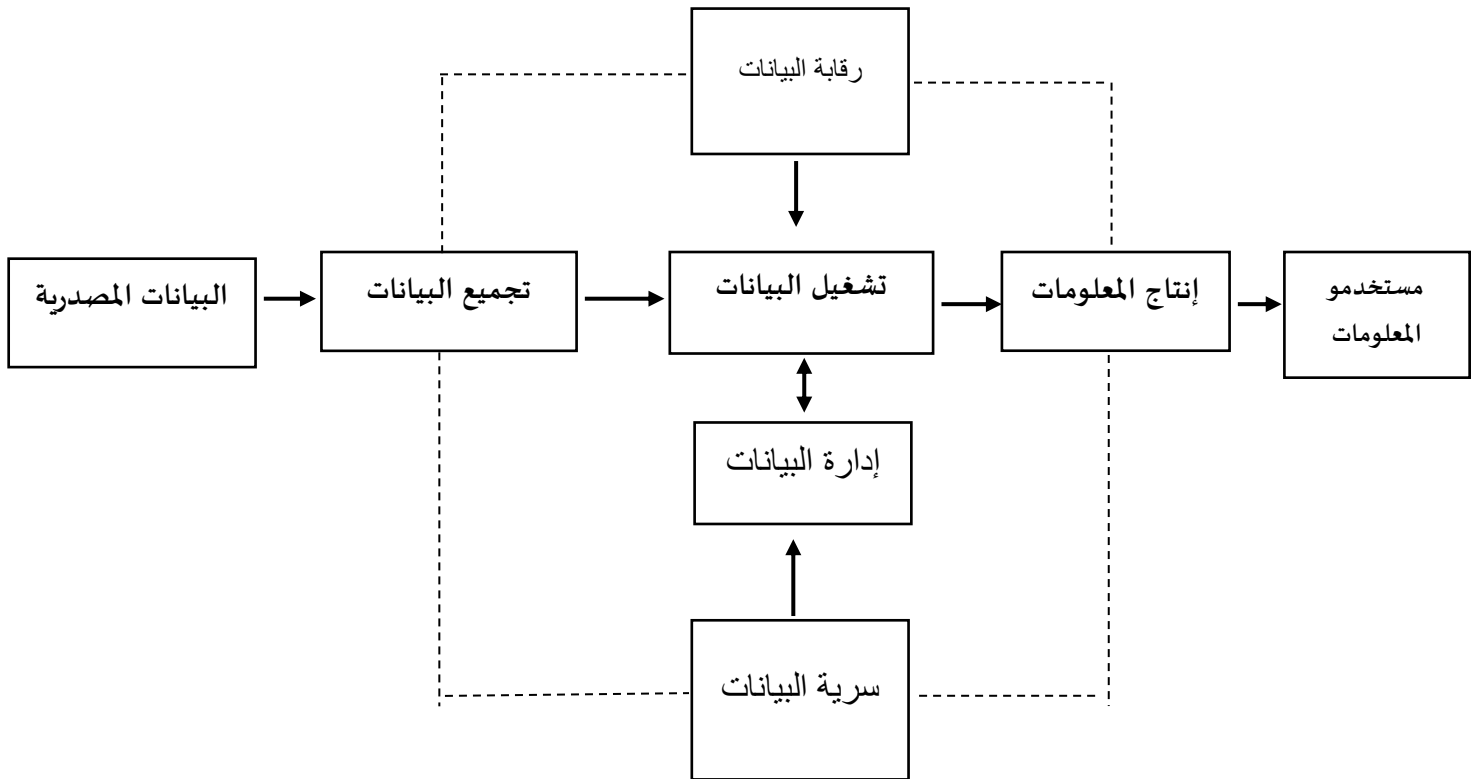 رقابة البيانات
البيانات المصدرية
تجميع البيانات
تشغيل البيانات
إنتاج المعلومات
مستخدمو
المعلومات
إدارة البيانات
سرية البيانات